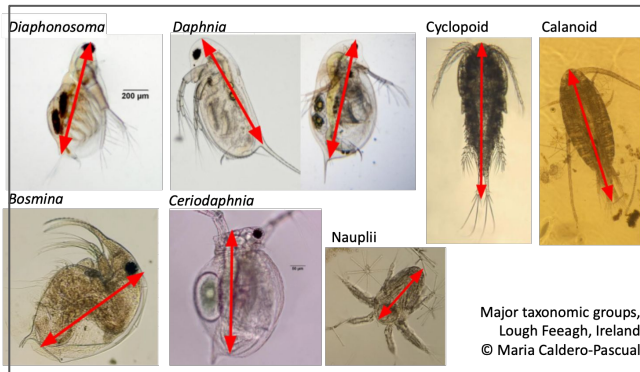 Diaphonosoma
Daphnia
Cyclopoid
Calanoid
200 µm
Bosmina
Ceriodaphnia
Nauplii
Major taxonomic groups,
Lough Feeagh, Ireland
© Maria Caldero-Pascual